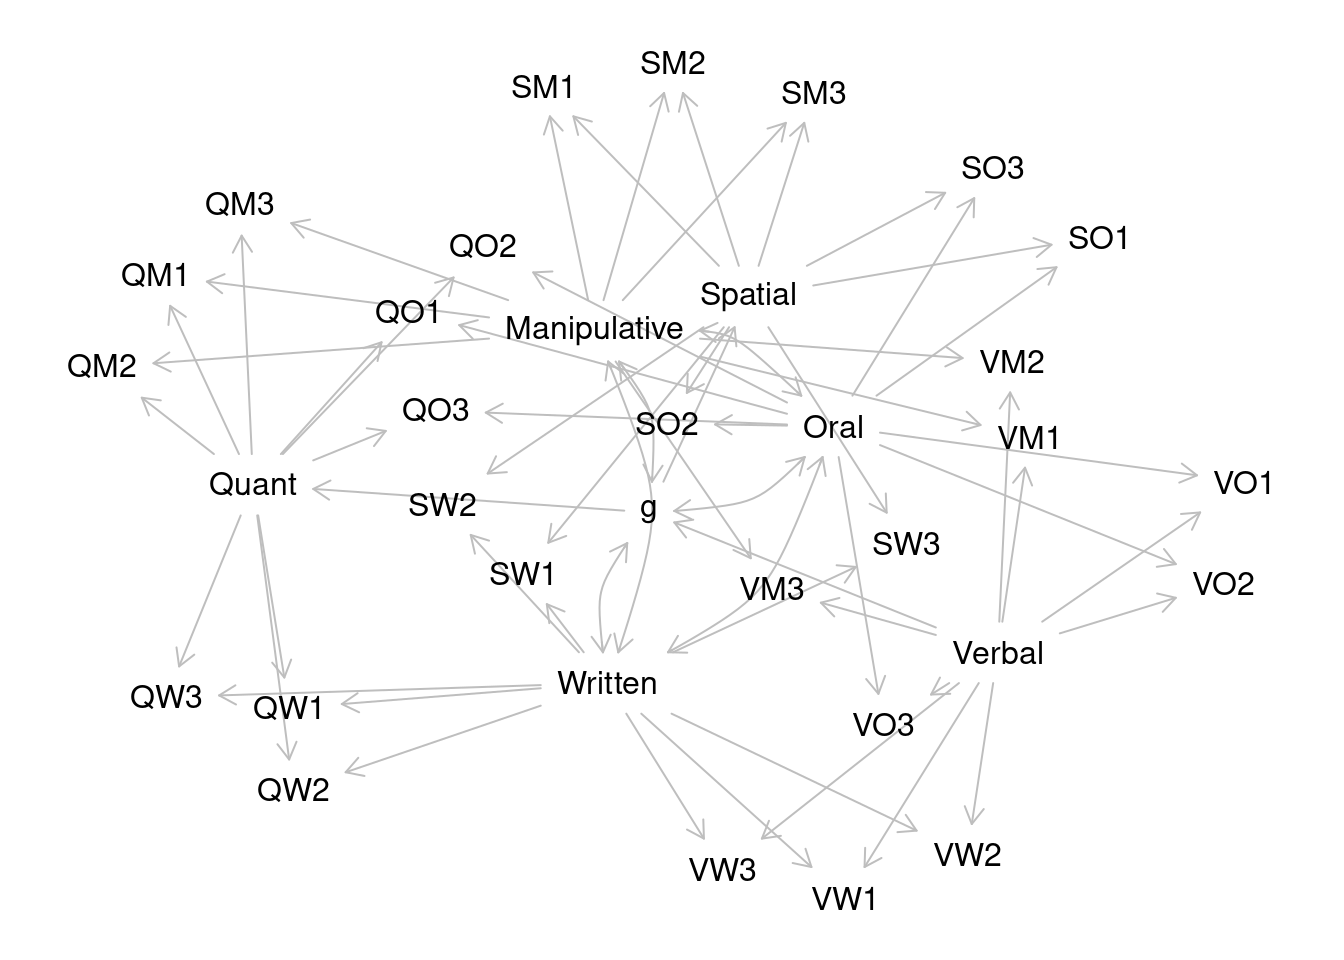 SM2
SM1
SM3
SO3
QM3
SO1
QO2
QM1
Spatial
QO1
Manipulative
VM2
QM2
QO3
SO2
Oral
VM1
Quant
VO1
SW2
g
SW3
SW1
VO2
VM3
Verbal
Written
QW3
QW1
VO3
QW2
VW2
VW3
VW1